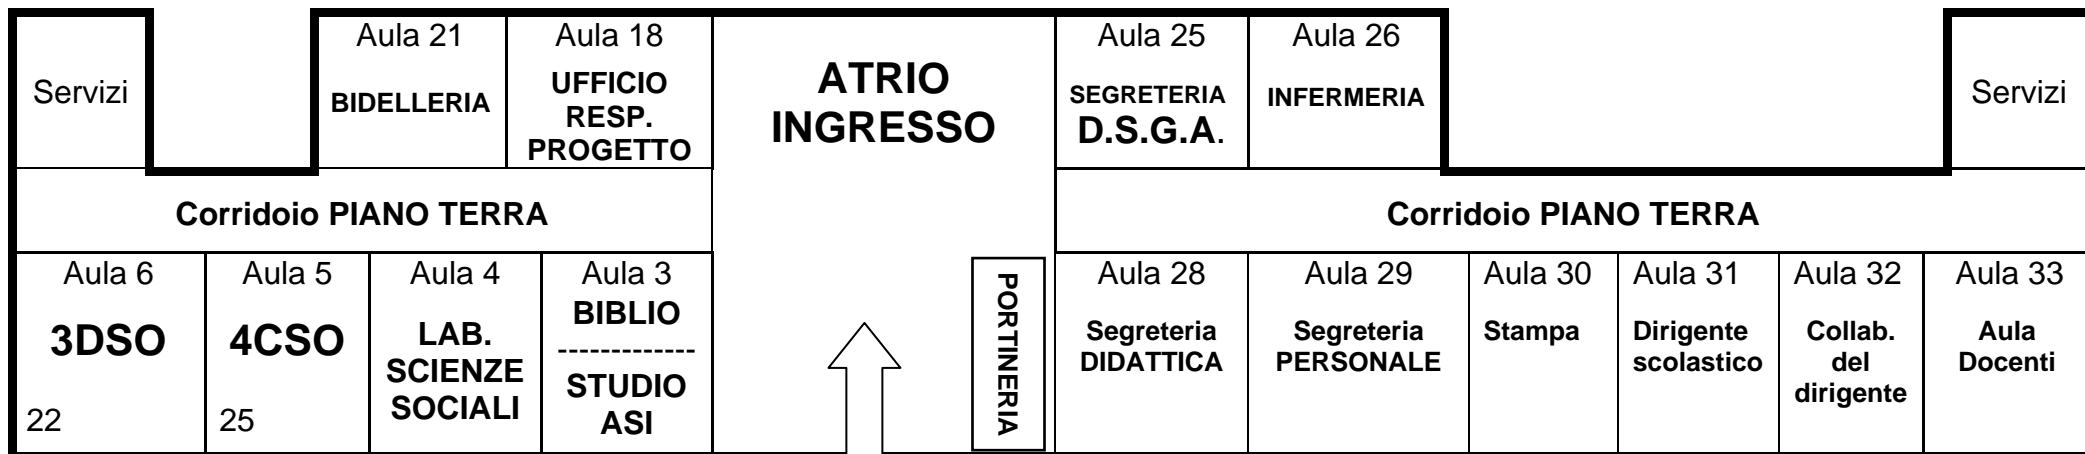 Servizi
Aula 21
BIDELLERIA
Aula 18
UFFICIO
RESP.
PROGETTO
ATRIO
INGRESSO
Aula 25
SEGRETERIA
D.S.G.A.
Aula 26
INFERMERIA
Servizi
Corridoio PIANO TERRA
Corridoio PIANO TERRA
Aula 6
3DSO
22
Aula 5
4CSO
25
Aula 4
LAB.
SCIENZE
SOCIALI
Aula 3
BIBLIO
-------------
STUDIO
ASI
PORTINERIA
Aula 28
Segreteria
DIDATTICA
Aula 29
Segreteria
PERSONALE
Aula 30
Stampa
Aula 31
Dirigente
scolastico
Aula 32
Collab.
del
dirigente
Aula 33
Aula
Docenti